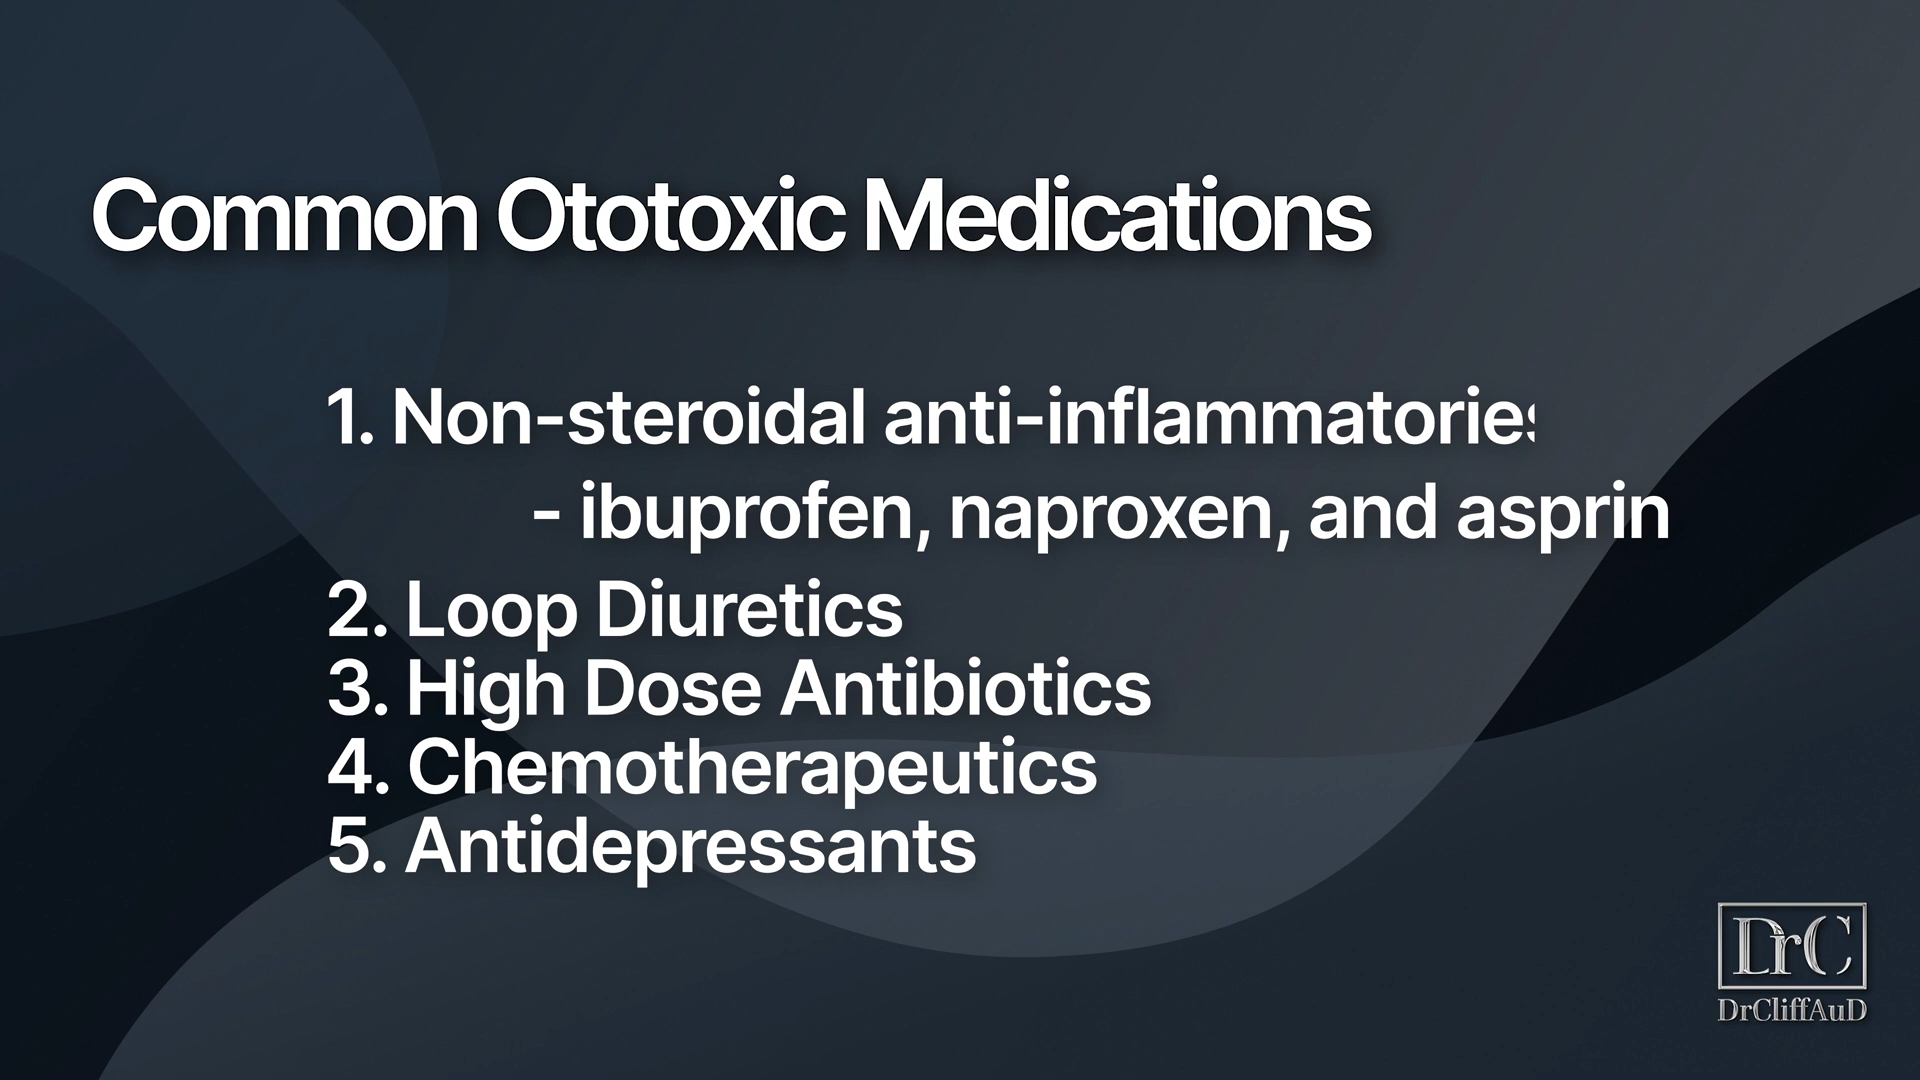 Common Ototoxic Medications
1. Non-steroidal anti-inflammatories
- ibuprofen, naproxen, and asprin
2. Loop Diuretics
3. High Dose Antibiotics
4. Chemotherapeutics
5. Antidepressants
DrC
DrCliffAuD